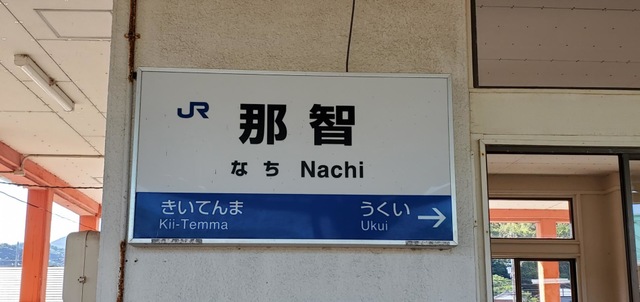 JR 那智
なち Nachi
きいてんま うくい →
Kii-Temma Ukui